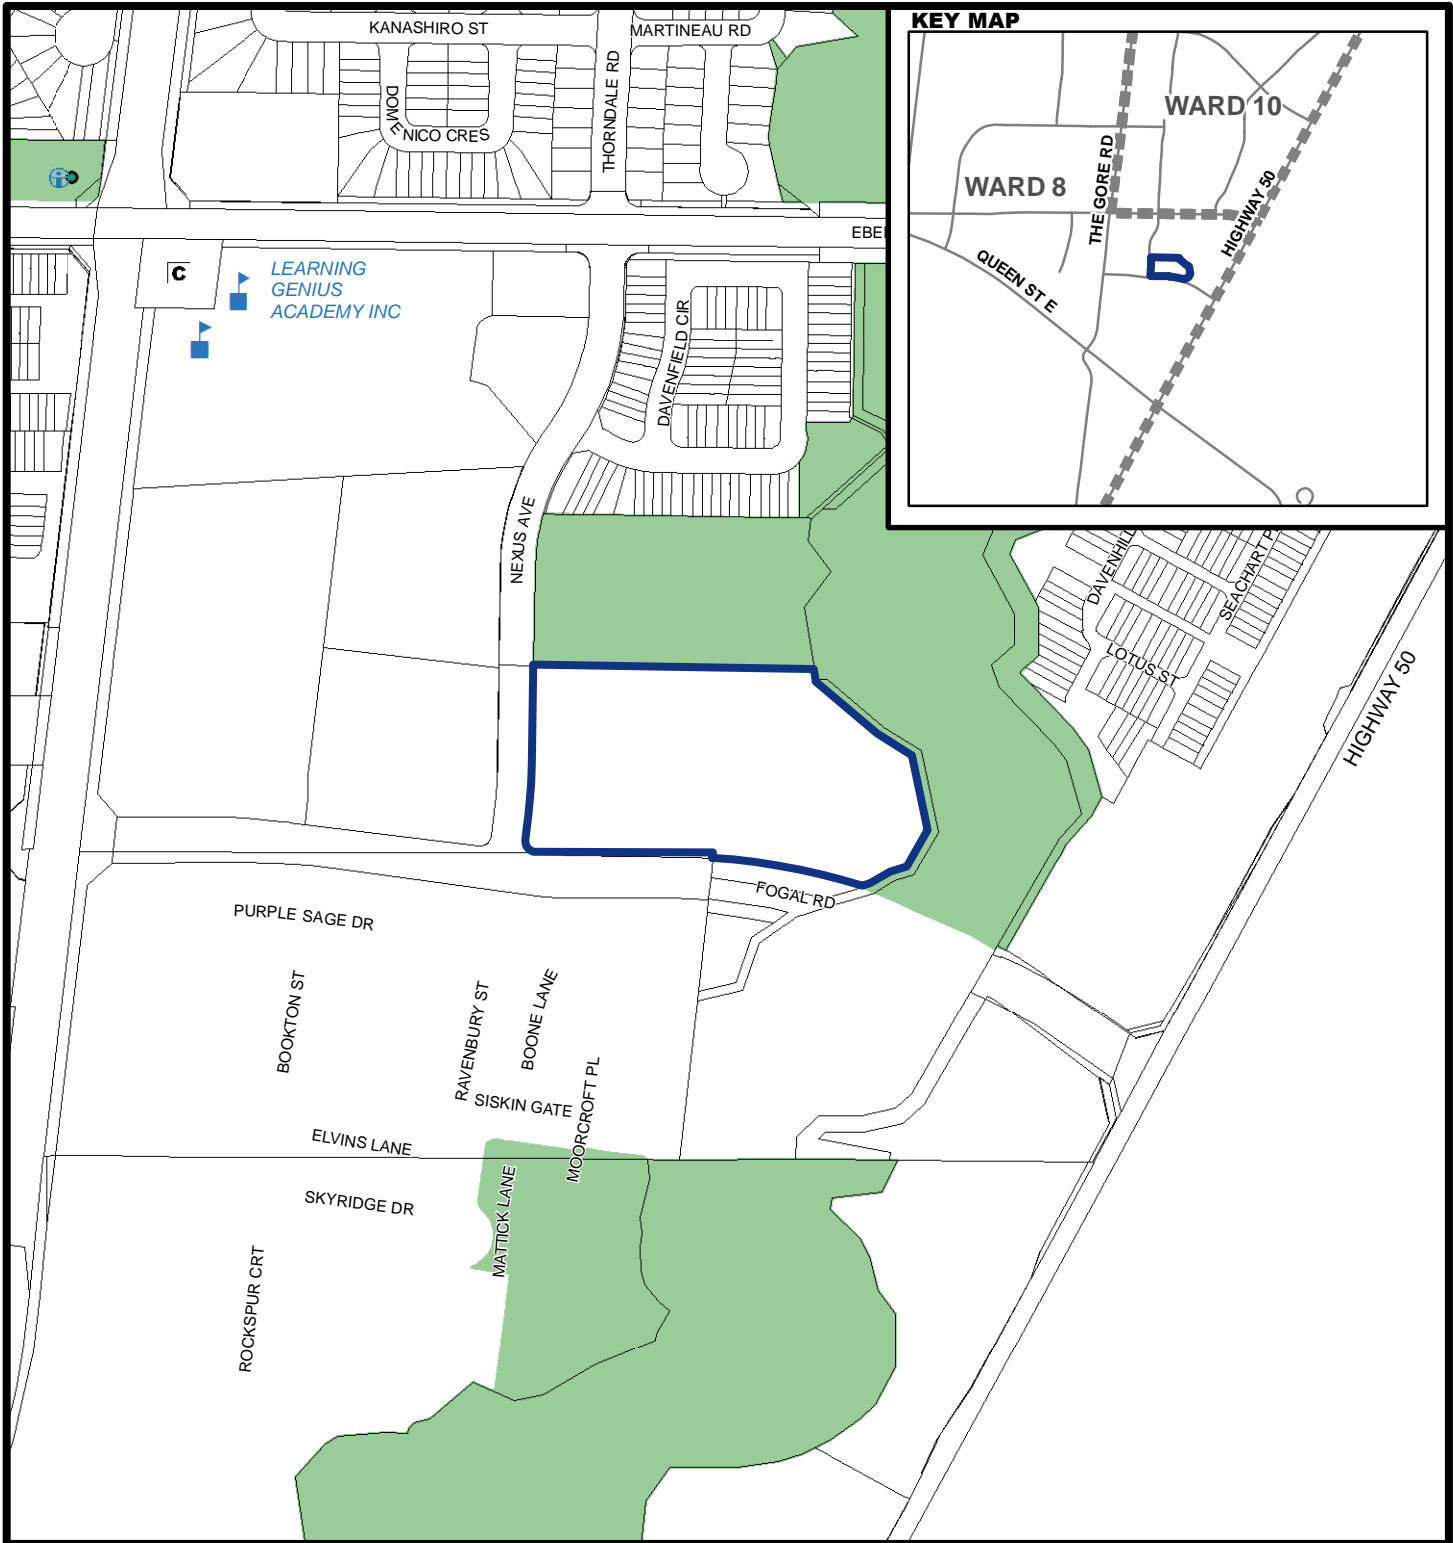 KEY MAP
WARD 10
WARD 8
THE GORE RD
HIGHWAY 50
QUEEN ST E
KANASHIRO ST
MARTINEAU RD
THORNDALE RD
DOMENICO CRES
EBE
C
LEARNING
GENIUS
ACADEMY INC
DAVENFIELD CIR
NEXUS AVE
DAVENHILL
SEACHART P
LOTUS ST
HIGHWAY 50
FOGAL RD
PURPLE SAGE DR
BOOKTON ST
RAVENBURY ST
BOONE LANE
SISKIN GATE
MOORCROFT PL
ELVINS LANE
MATTICK LANE
SKYRIDGE DR
ROCKSPUR CRT